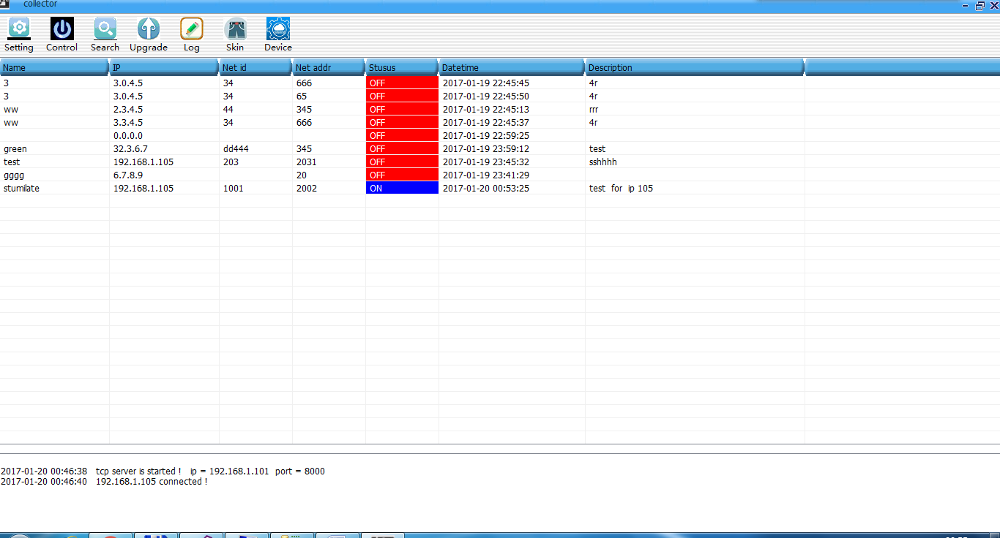 collector
Setting Control Search Upgrade Log Skin Device
Name IP Net id Net addr Stusus Datetime Description
3 3.0.4.5 34 666 OFF 2017-01-19 22:45:45 4r
3 3.0.4.5 34 65 OFF 2017-01-19 22:45:50 4r
ww 2.3.4.5 44 345 OFF 2017-01-19 22:45:13 rrr
ww 3.3.4.5 34 666 OFF 2017-01-19 22:45:37 4r
0.0.0.0 OFF 2017-01-19 22:59:25
green 32.3.6.7 dd444 345 OFF 2017-01-19 23:59:12 test
test 192.168.1.105 203 2031 OFF 2017-01-19 23:45:32 sshhhh
gggg 6.7.8.9 20 OFF 2017-01-19 23:41:29
stumilate 192.168.1.105 1001 2002 ON 2017-01-20 00:53:25 test for ip 105
2017-01-20 00:46:38 tcp server is started ! ip = 192.168.1.101 port = 8000
2017-01-20 00:46:40 192.168.1.105 connected !